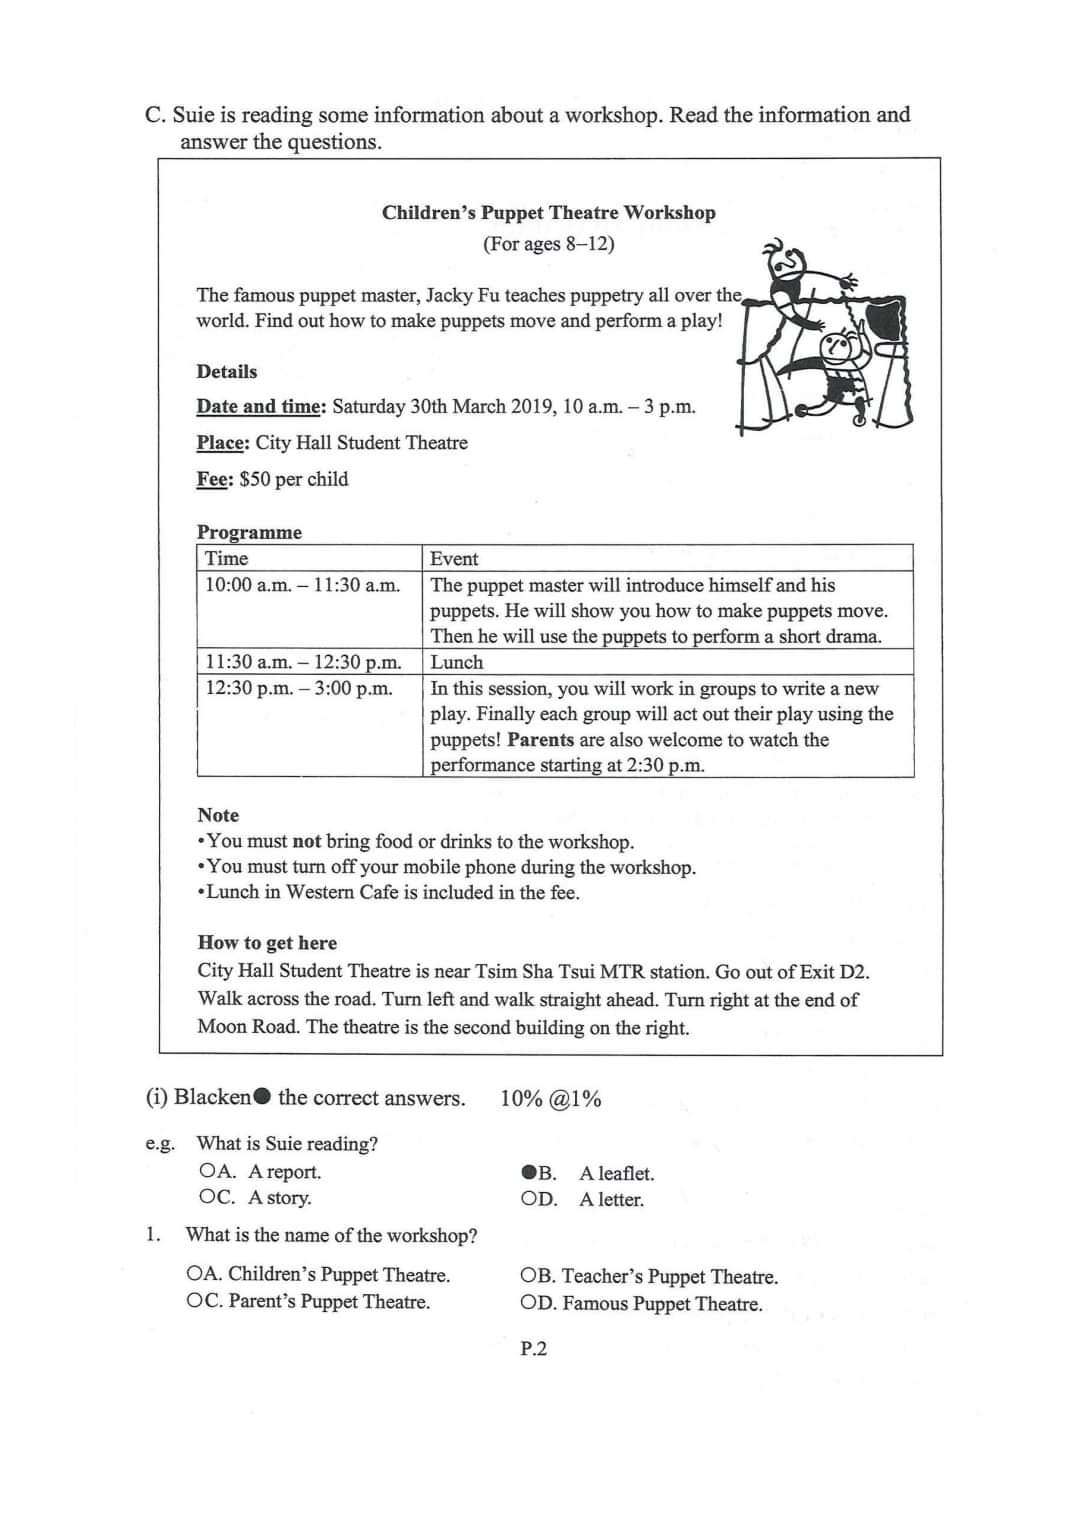 C. Suie is reading some information about a workshop. Read the information and
answer the questions.
Children's Puppet Theatre Workshop
(For ages 8–12)
The famous puppet master, Jacky Fu teaches puppetry all over the
world. Find out how to make puppets move and perform a play!
Details
Date and time: Saturday 30th March 2019, 10 a.m. – 3 p.m.
Place: City Hall Student Theatre
Fee: $50 per child
Programme
Time Event
10:00 a.m. – 11:30 a.m. The puppet master will introduce himself and his
puppets. He will show you how to make puppets move.
Then he will use the puppets to perform a short drama.
11:30 a.m. – 12:30 p.m. Lunch
12:30 p.m. – 3:00 p.m. In this session, you will work in groups to write a new
play. Finally each group will act out their play using the
puppets! Parents are also welcome to watch the
performance starting at 2:30 p.m.
Note
•You must not bring food or drinks to the workshop.
•You must turn off your mobile phone during the workshop.
•Lunch in Western Cafe is included in the fee.
How to get here
City Hall Student Theatre is near Tsim Sha Tsui MTR station. Go out of Exit D2.
Walk across the road. Turn left and walk straight ahead. Turn right at the end of
Moon Road. The theatre is the second building on the right.
(i) Blacken● the correct answers. 10% @1%
e.g. What is Suie reading?
○A. A report. ●B. A leaflet.
○C. A story. ○D. A letter.
1. What is the name of the workshop?
○A. Children's Puppet Theatre. ○B. Teacher's Puppet Theatre.
○C. Parent's Puppet Theatre. ○D. Famous Puppet Theatre.
P.2